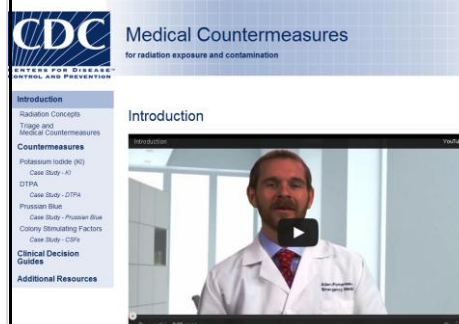 CDC
CENTERS FOR DISEASE
CONTROL AND PREVENTION
Medical Countermeasures
for radiation exposure and contamination
Introduction
Radiation Concepts
Triage and
Medical Countermeasures
Countermeasures
Potassium Iodide (KI)
Case Study - KI
DTPA
Case Study - DTPA
Prussian Blue
Case Study - Prussian Blue
Colony Stimulating Factors
Case Study - CSFs
Clinical Decision
Guides
Additional Resources
Introduction
Introduction
YouTu